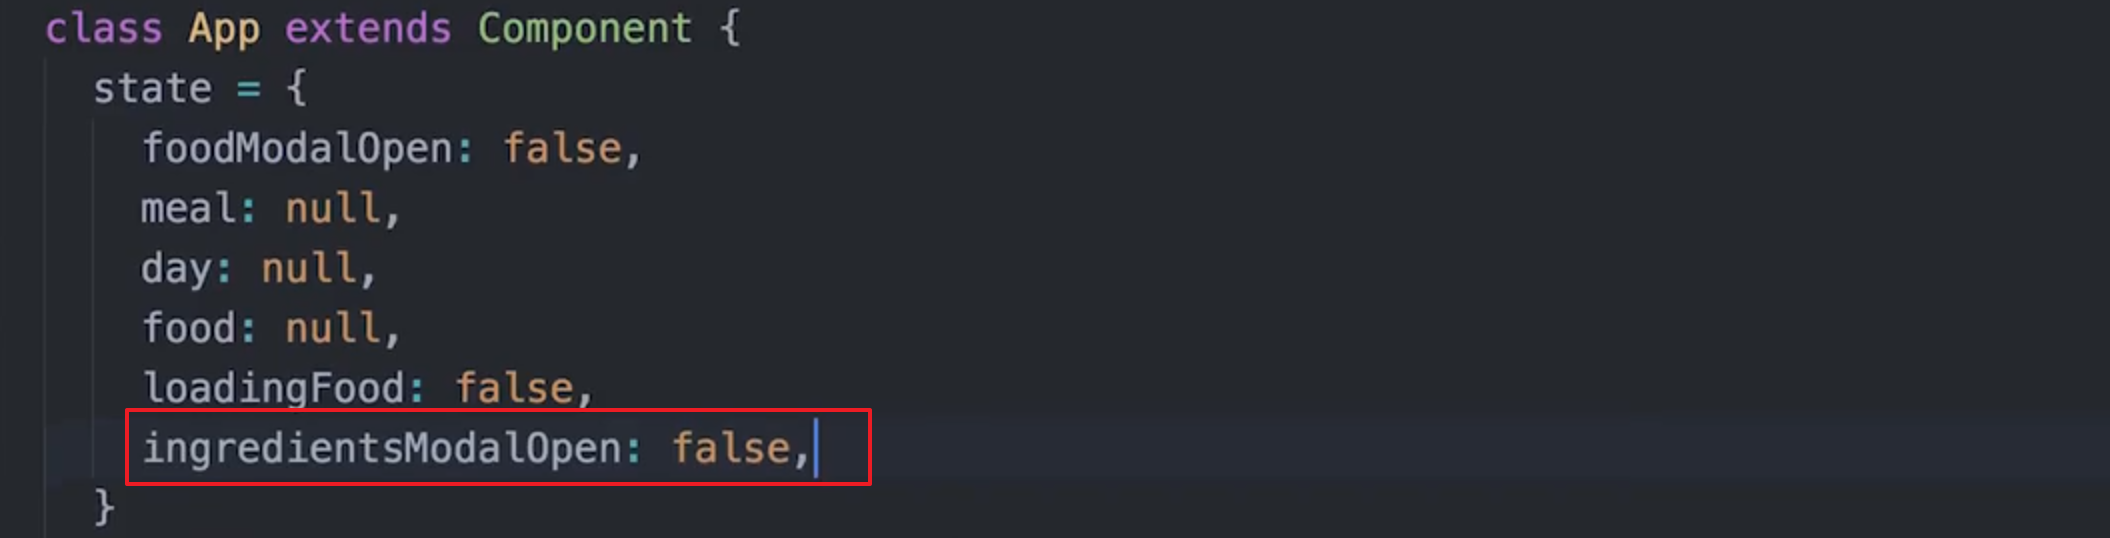 class App extends Component {
state = {
foodModalOpen: false,
meal: null,
day: null,
food: null,
loadingFood: false,
ingredientsModalOpen: false,
}